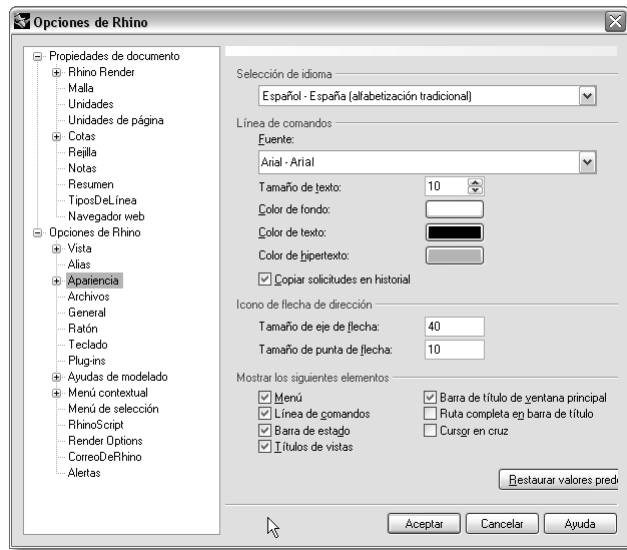 Opciones de Rhino
Propiedades de documento
Rhino Render
Malla
Unidades
Unidades de página
Cotas
Rejilla
Notas
Resumen
TiposDeLínea
Navegador web
Opciones de Rhino
Vista
Alias
Apariencia
Archivos
General
Ratón
Teclado
Plug-ins
Ayudas de modelado
Menú contextual
Menú de selección
RhinoScript
Render Options
CorreoDeRhino
Alertas
Selección de idioma
Español - España (alfabetización tradicional)
Línea de comandos
Fuente:
Arial - Arial
Tamaño de texto: 10
Color de fondo:
Color de texto:
Color de hipertexto:
Copiar solicitudes en historial
Icono de flecha de dirección
Tamaño de eje de flecha: 40
Tamaño de punta de flecha: 10
Mostrar los siguientes elementos
Menú
Línea de comandos
Barra de estado
Títulos de vistas
Barra de título de ventana principal
Ruta completa en barra de título
Cursor en cruz
Restaurar valores pred
Aceptar Cancelar Ayuda